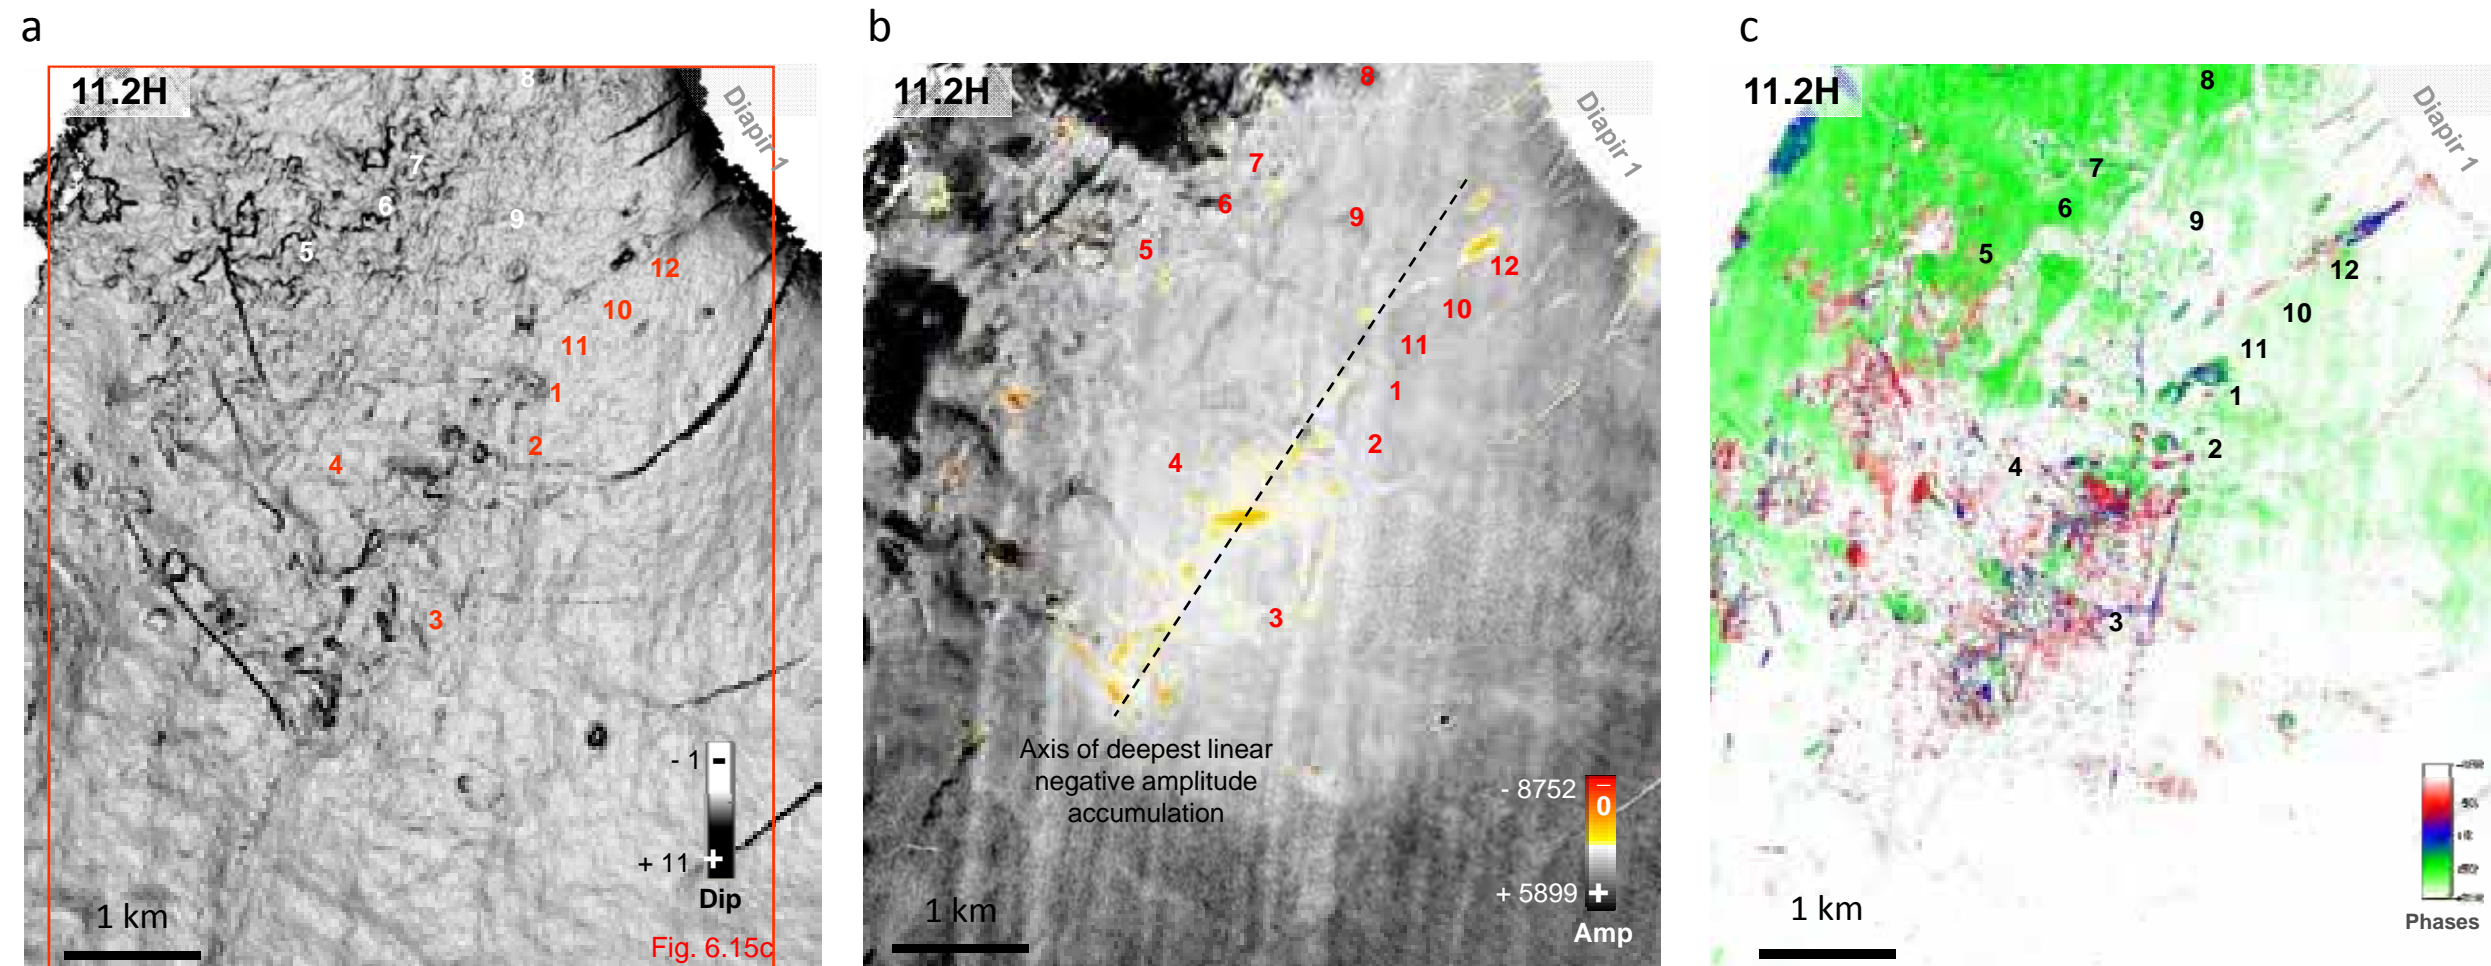 a
b
c
11.2H
8
Diapir 1
7
6
9
5
12
10
11
1
2
4
3
- 1
-
+ 11
+
Dip
1 km
Fig. 6.15c
11.2H
8
Diapir 1
7
6
9
5
12
10
11
1
2
4
3
Axis of deepest linear
negative amplitude
accumulation
- 8752
–
0
+ 5899
+
Amp
1 km
11.2H
8
Diapir 1
7
6
9
5
12
10
11
1
2
4
3
Phases
1 km